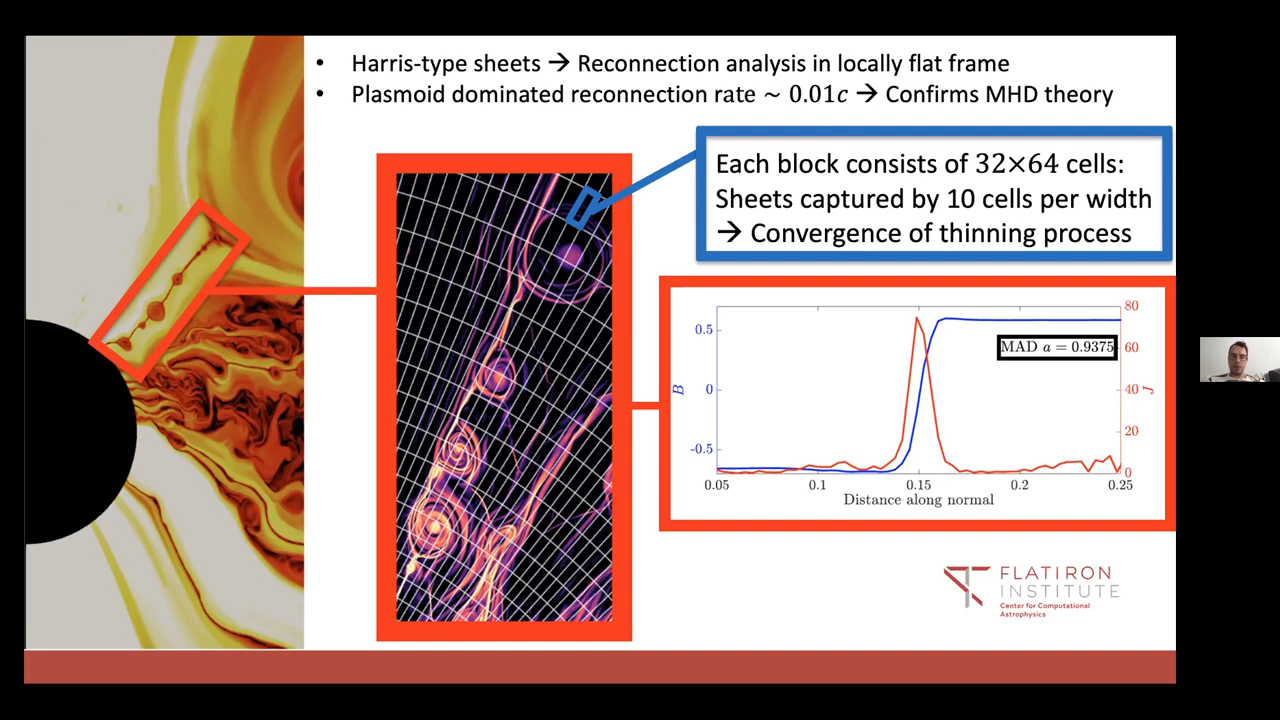 • Harris-type sheets → Reconnection analysis in locally flat frame
• Plasmoid dominated reconnection rate ~ 0.01c → Confirms MHD theory
Each block consists of 32×64 cells:
Sheets captured by 10 cells per width
→ Convergence of thinning process
80
0.5
MAD a = 0.9375
60
B
0
40
J
-0.5
20
0
0.05
0.1
0.15
0.2
0.25
Distance along normal
FLATIRON
INSTITUTE
Center for Computational
Astrophysics